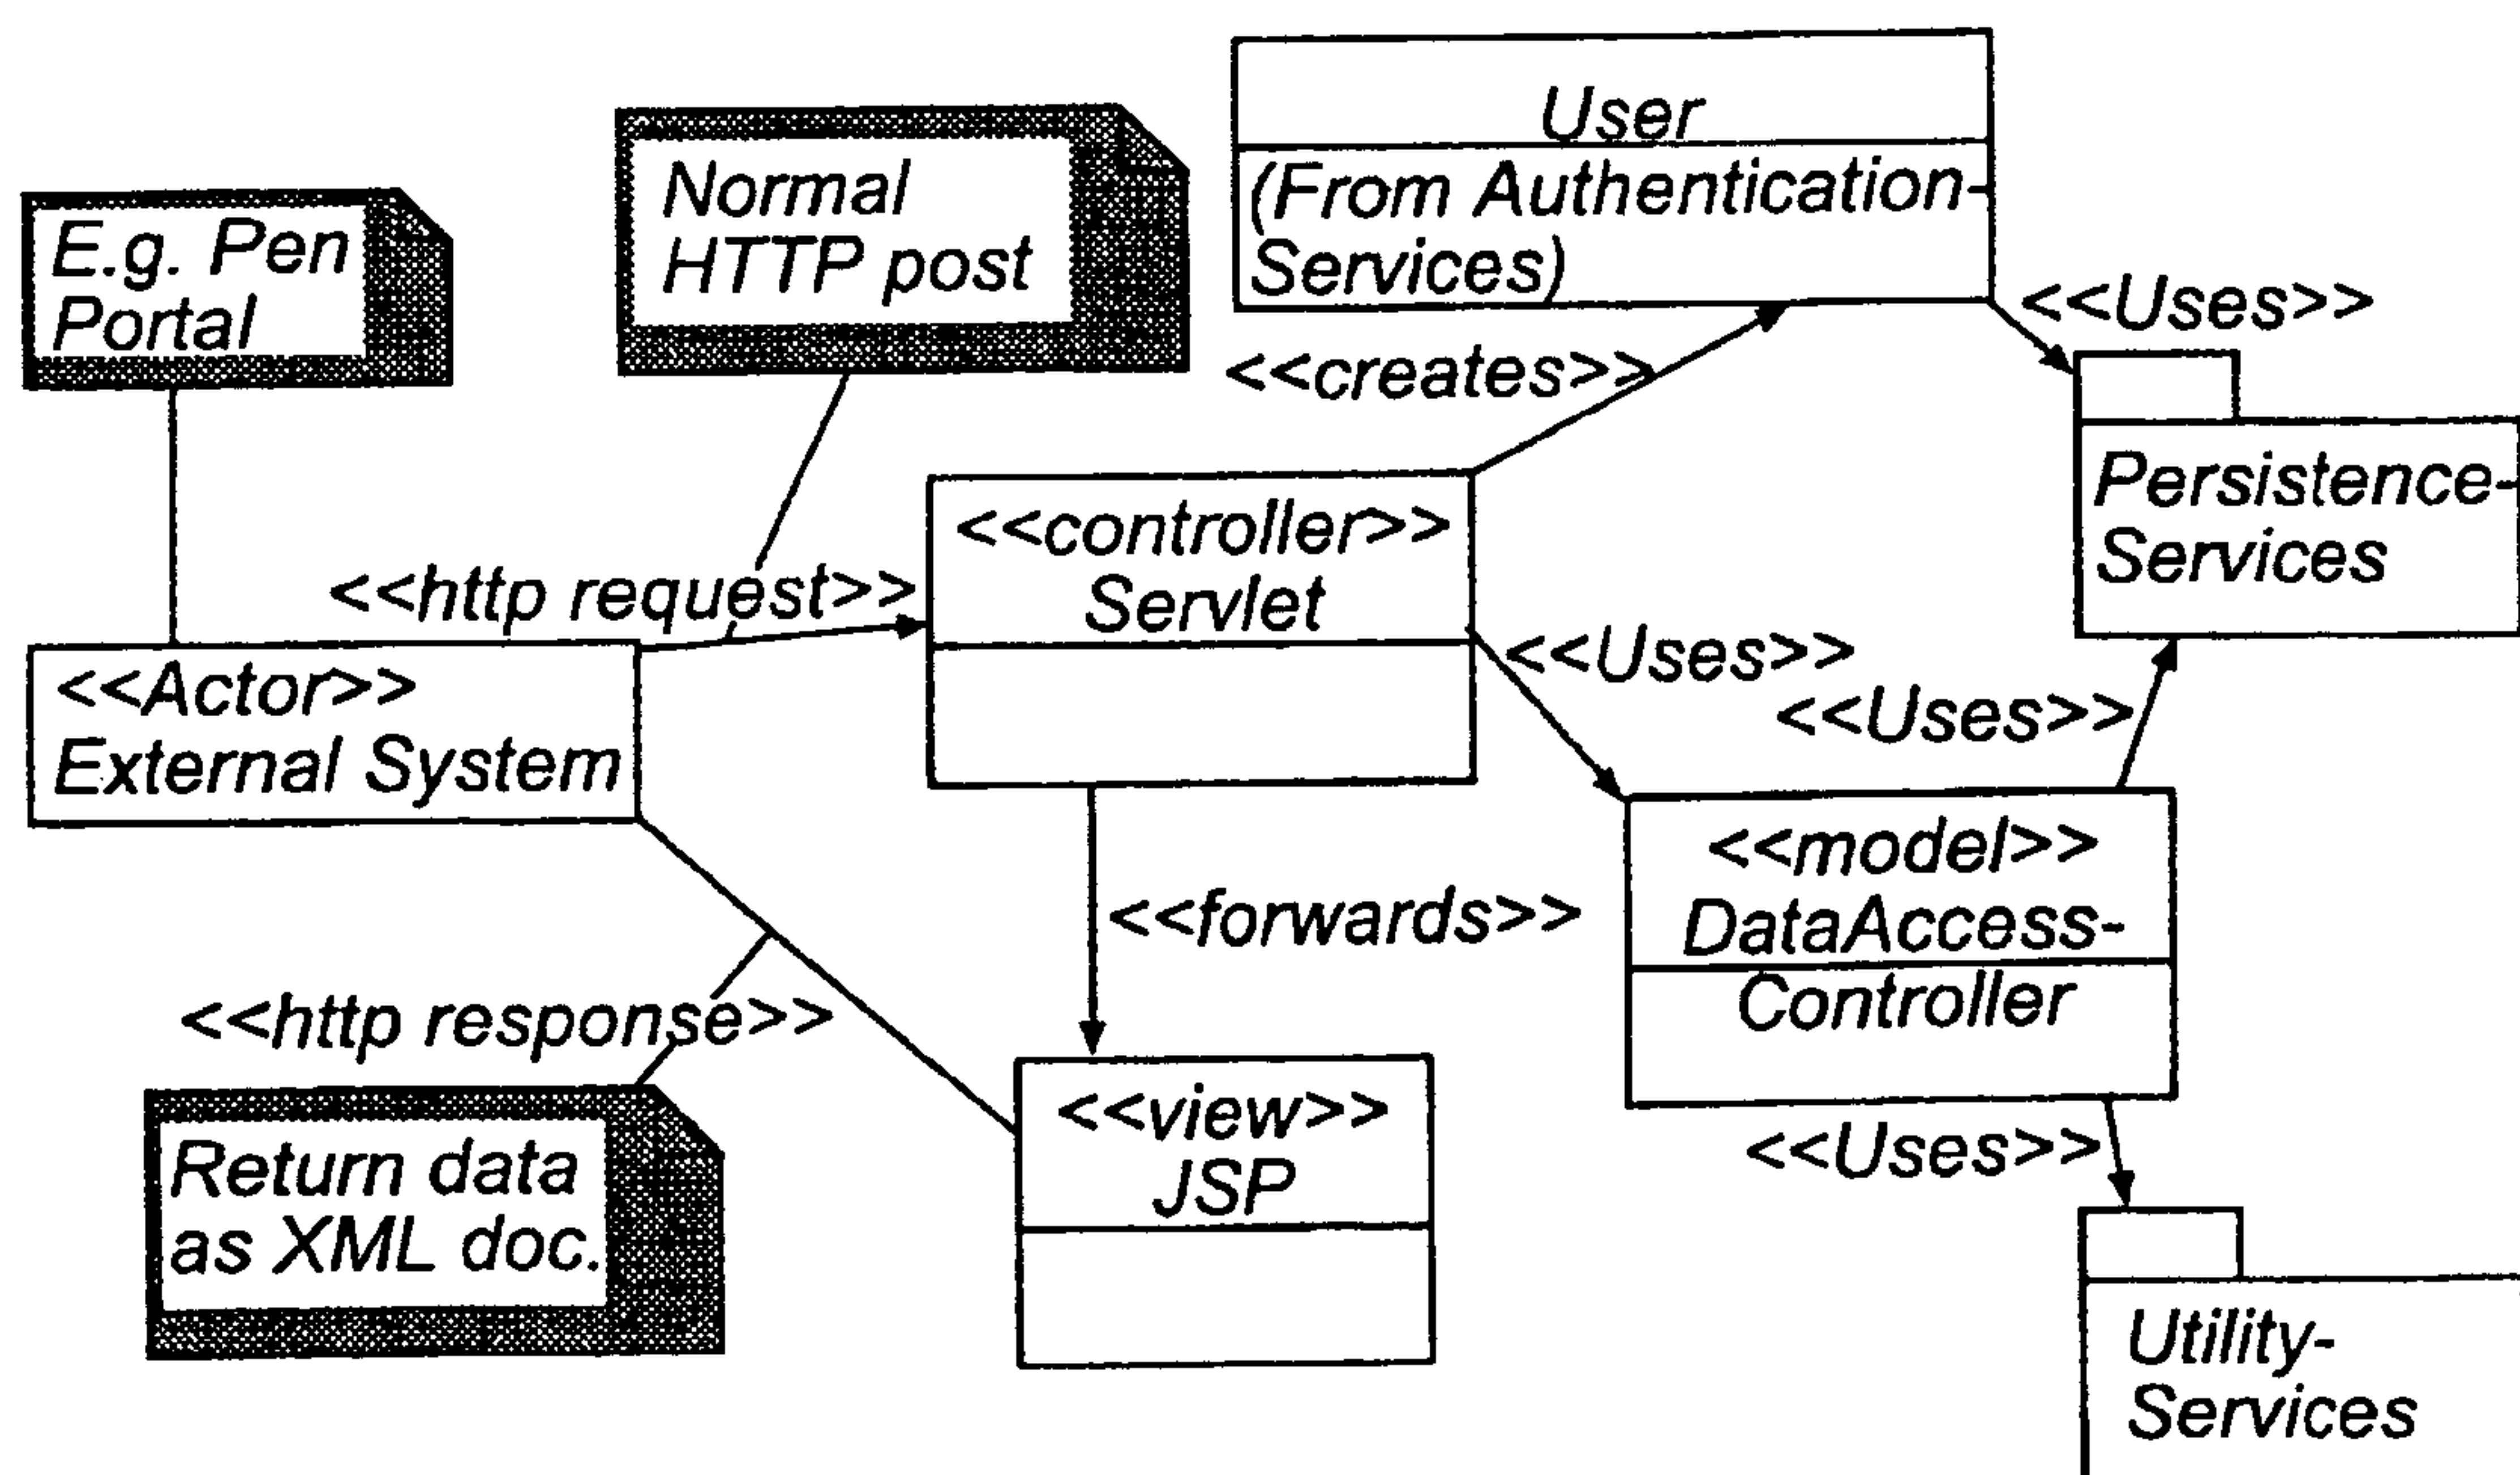 User
(From Authentication-
Services)
Normal
HTTP post
E.g. Pen
Portal
<<Uses>>
<<creates>>
Persistence-
Services
<<controller>>
Servlet
<<http request>>
<<Uses>>
<<Actor>>
External System
<<Uses>>
<<model>>
DataAccess-
Controller
<<forwards>>
<<http response>>
<<view>>
JSP
<<Uses>>
Return data
as XML doc.
Utility-
Services